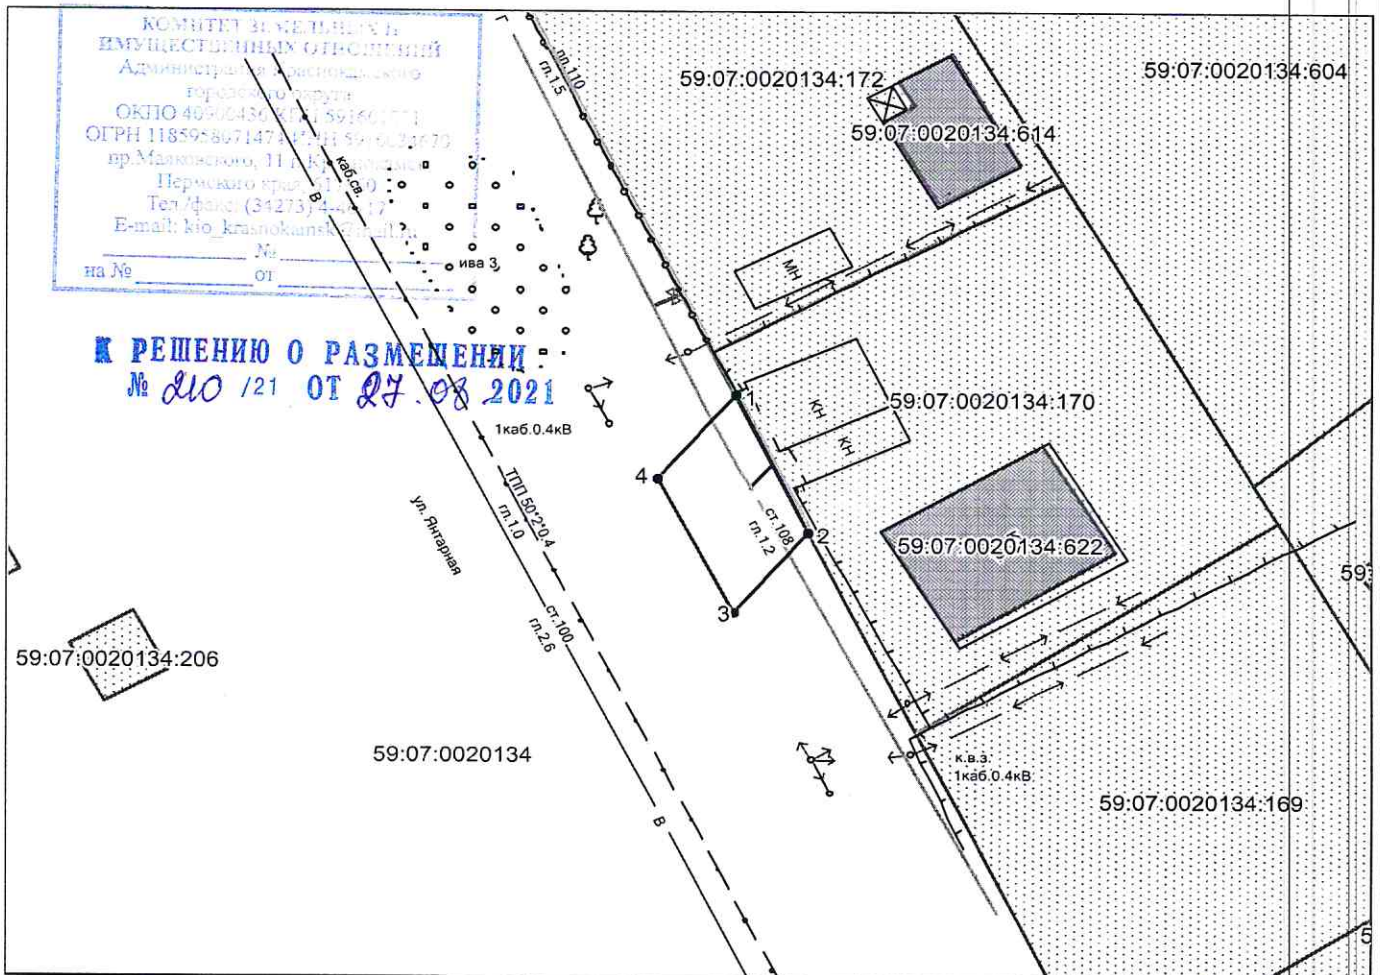 КОМИТЕТ ЗЕМЕЛЬНЫХ И
ИМУЩЕСТВЕННЫХ ОТНОШЕНИЙ
Администрация Краснокамского
городского округа
ОКПО
ОГРН
пр.Маяковского, 11 г.
Пермского края,
Тел./факс: (34273)
E-mail: kio_krasnokamsk
№
на № от
К РЕШЕНИЮ О РАЗМЕЩЕНИИ
№ 210 /21 ОТ 27.08.2021
пл.110
гл.1.5
59:07:0020134:172
59:07:0020134:604
59:07:0020134:614
каб.св.
В
ива 3
МН
1
КН
КН
59:07:0020134:170
1каб.0.4кВ
4
ТПП 50*2*0.4
гл.1.0
ул. Янтарная
ст.108
гл.1.2
2
59:07:0020134:622
59:
3
ст.100
гл.2.6
59:07:0020134:206
59:07:0020134
к.в.з.
1каб.0.4кВ
59:07:0020134:169
В
5